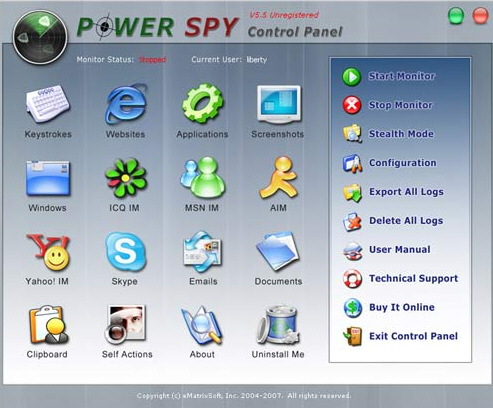 V5.5 Unregistered
POWER SPY Control Panel
Monitor Status: Stopped Current User: liberty
Keystrokes Websites Applications Screenshots
Windows ICQ IM MSN IM AIM
Yahoo! IM Skype Emails Documents
Clipboard Self Actions About Uninstall Me
Start Monitor
Stop Monitor
Stealth Mode
Configuration
Export All Logs
Delete All Logs
User Manual
Technical Support
Buy It Online
Exit Control Panel
Copyright (c) eMatrixSoft, Inc. 2004-2007. All rights reserved.